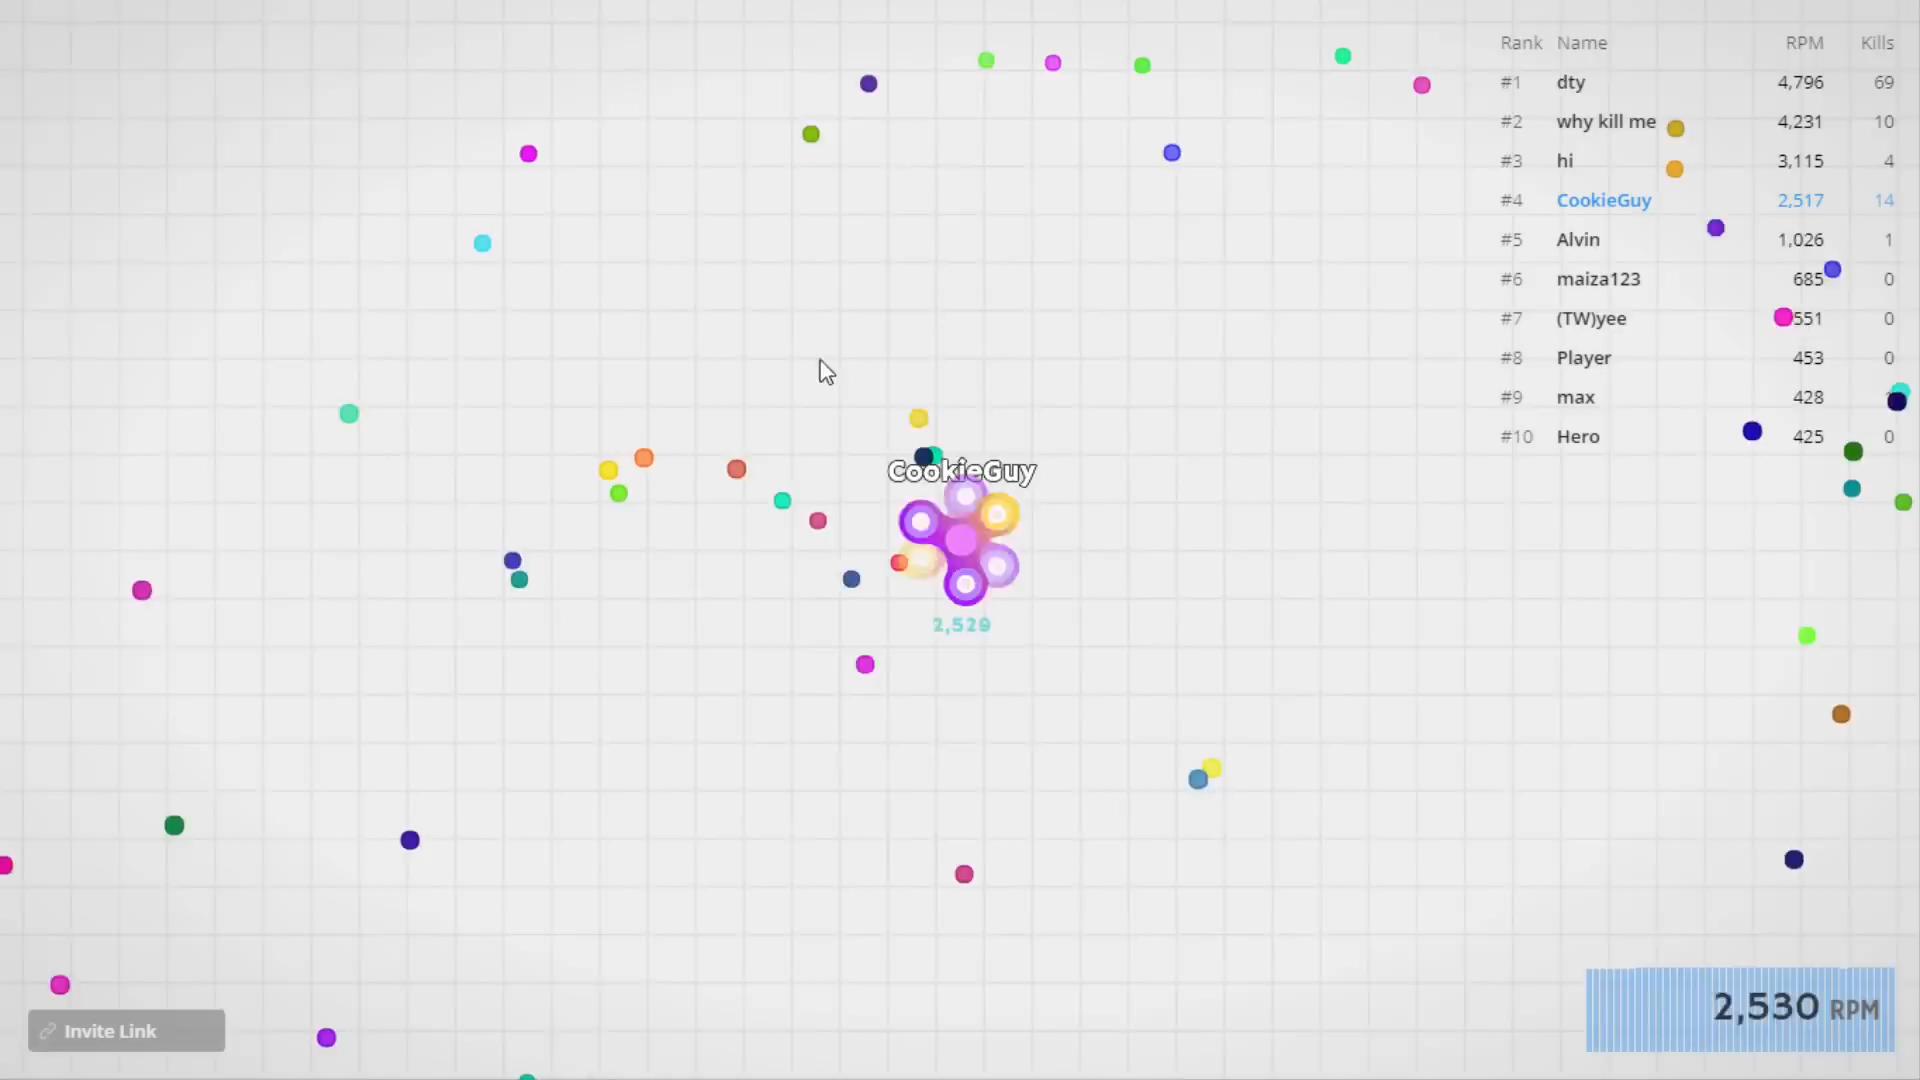 Rank Name RPM Kills
#1 dty 4,796 69
#2 why kill me 4,231 10
#3 hi 3,115 4
#4 CookieGuy 2,517 14
#5 Alvin 1,026 1
#6 maiza123 685 0
#7 (TW)yee 551 0
#8 Player 453 0
#9 max 428
#10 Hero 425 0
CookieGuy
2,529
Invite Link
2,530 RPM